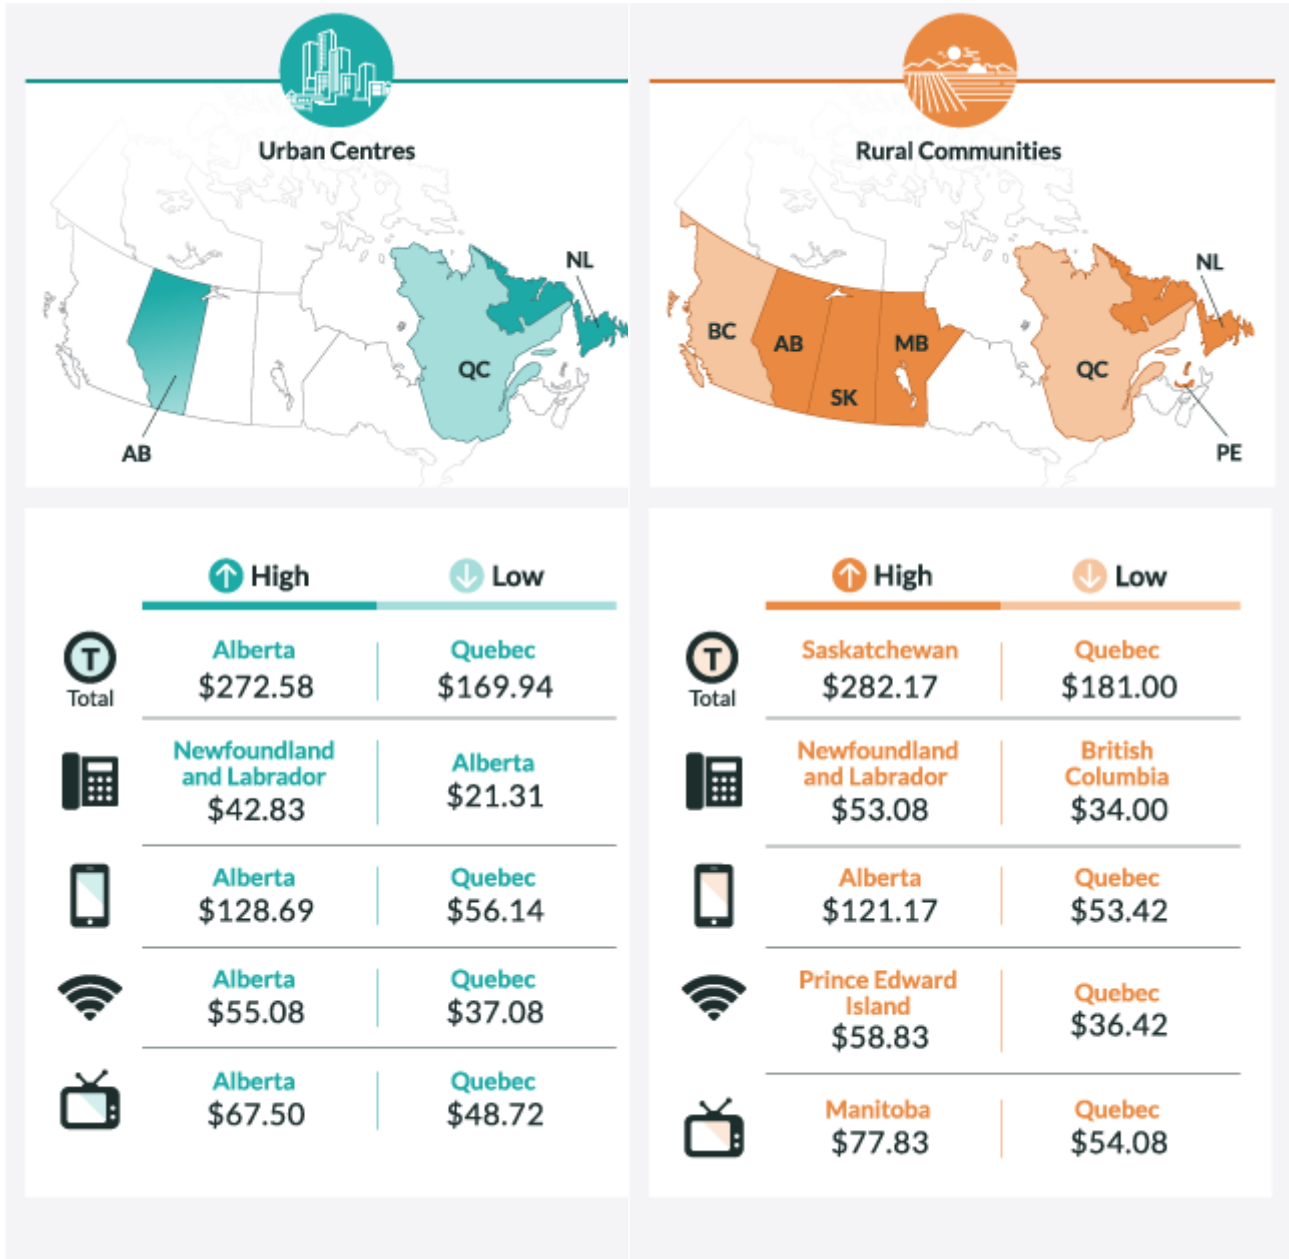 Urban Centres
NL
QC
AB
High
Low
T
Total
Alberta
$272.58
Quebec
$169.94
Newfoundland
and Labrador
$42.83
Alberta
$21.31
Alberta
$128.69
Quebec
$56.14
Alberta
$55.08
Quebec
$37.08
Alberta
$67.50
Quebec
$48.72
Rural Communities
NL
BC
AB
MB
QC
SK
PE
High
Low
T
Total
Saskatchewan
$282.17
Quebec
$181.00
Newfoundland
and Labrador
$53.08
British
Columbia
$34.00
Alberta
$121.17
Quebec
$53.42
Prince Edward
Island
$58.83
Quebec
$36.42
Manitoba
$77.83
Quebec
$54.08